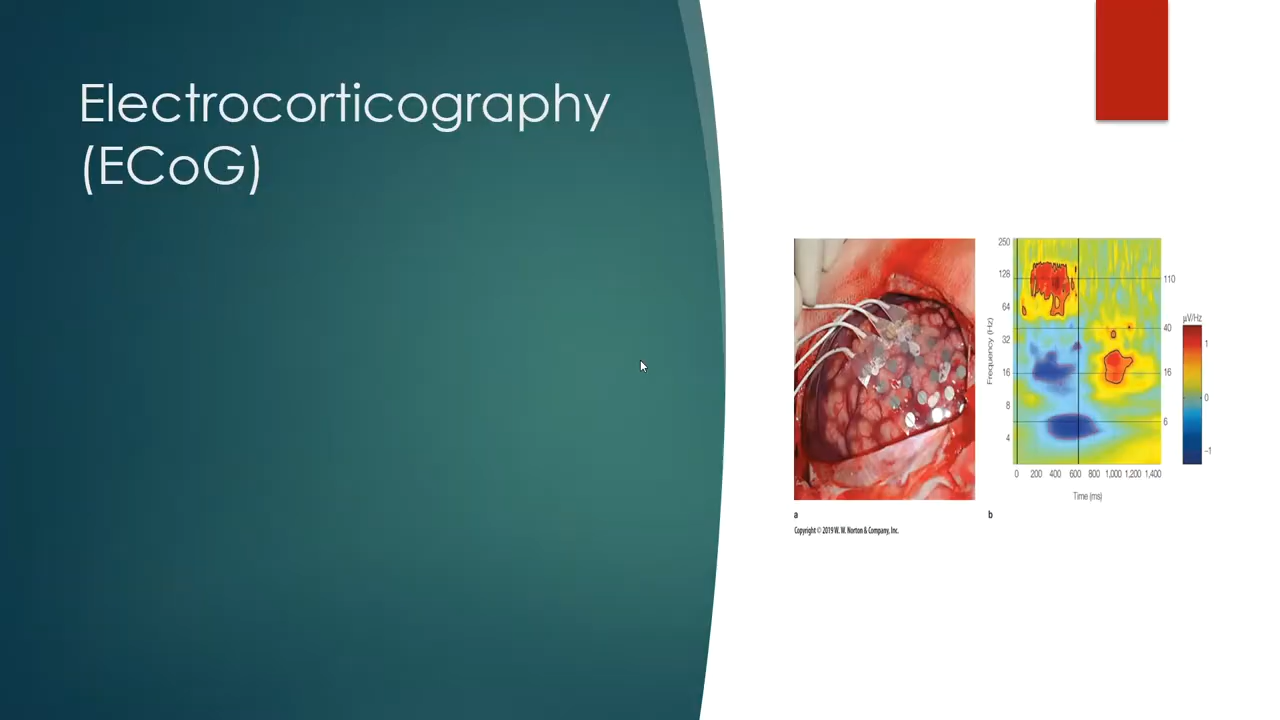 Electrocorticography
(ECoG)
250
128
64
32
16
8
4
Frequency (Hz)
110
40
16
6
μV/Hz
1
0
–1
0 200 400 600 800 1,000 1,200 1,400
Time (ms)
a
b
Copyright © 2019 W. W. Norton & Company, Inc.